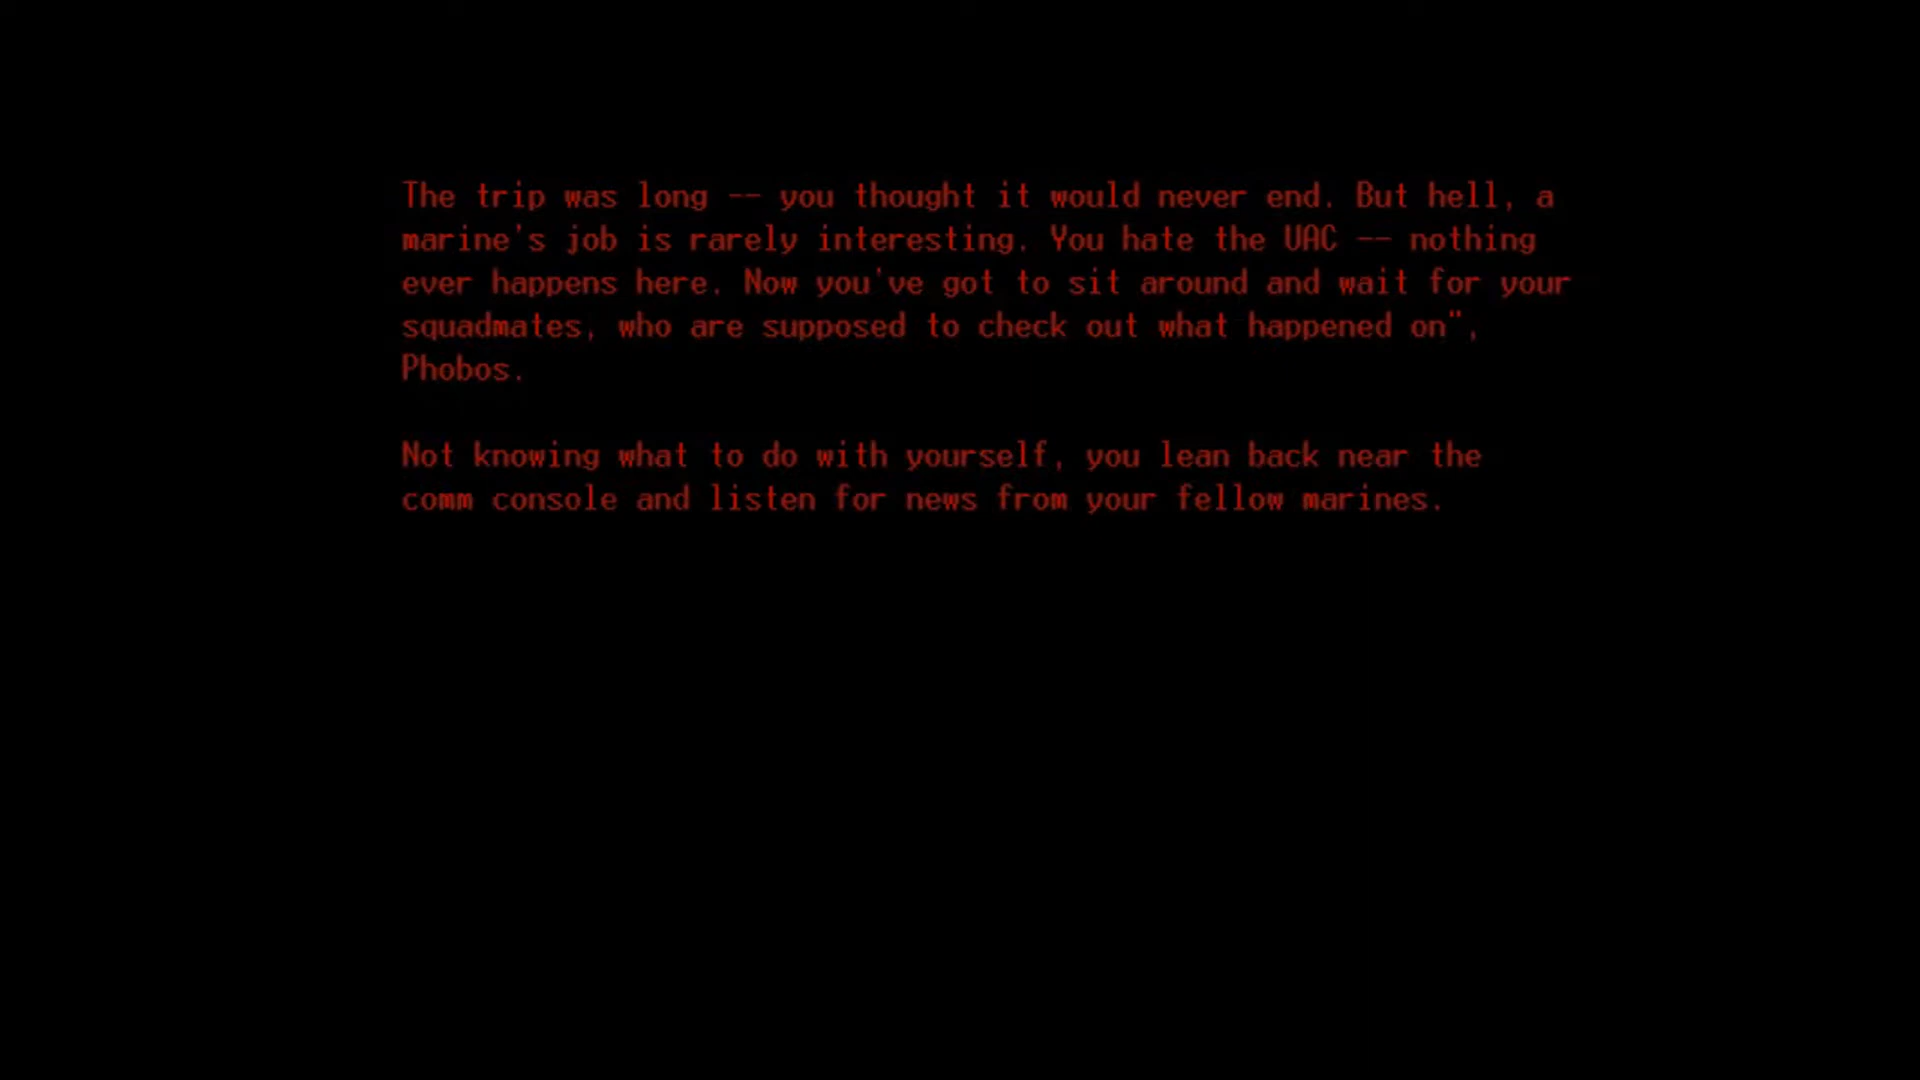 The trip was long -- you thought it would never end. But hell, a
marine's job is rarely interesting. You hate the UAC -- nothing
ever happens here. Now you've got to sit around and wait for your
squadmates, who are supposed to check out what happened on",
Phobos.
Not knowing what to do with yourself, you lean back near the
comm console and listen for news from your fellow marines.